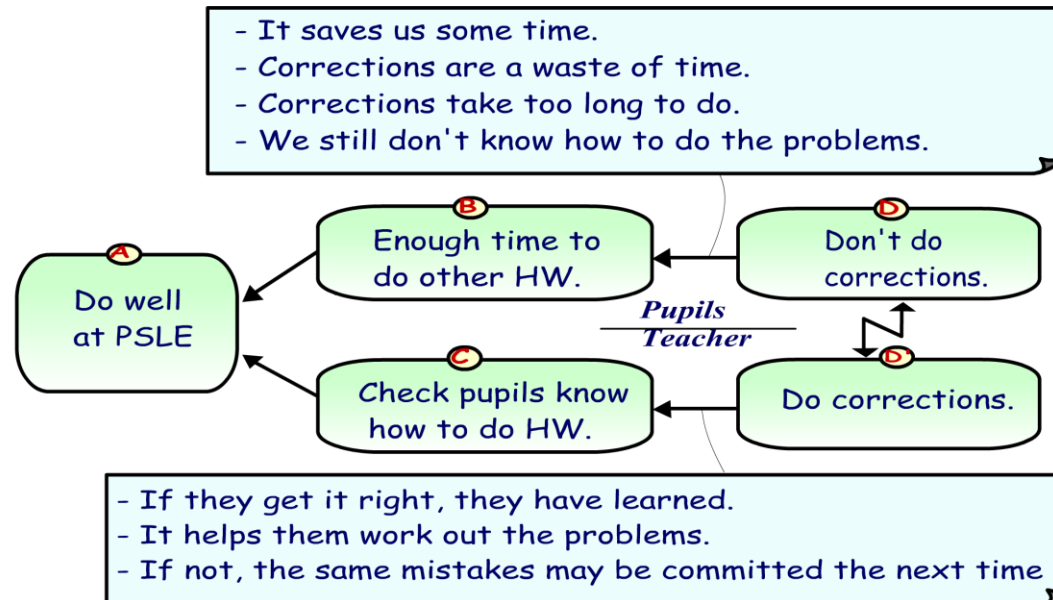 - It saves us some time.
- Corrections are a waste of time.
- Corrections take too long to do.
- We still don't know how to do the problems.
B
D
Enough time to
do other HW.
Don't do
corrections.
A
Do well
at PSLE
Pupils
Teacher
C
D'
Check pupils know
how to do HW.
Do corrections.
- If they get it right, they have learned.
- It helps them work out the problems.
- If not, the same mistakes may be committed the next time